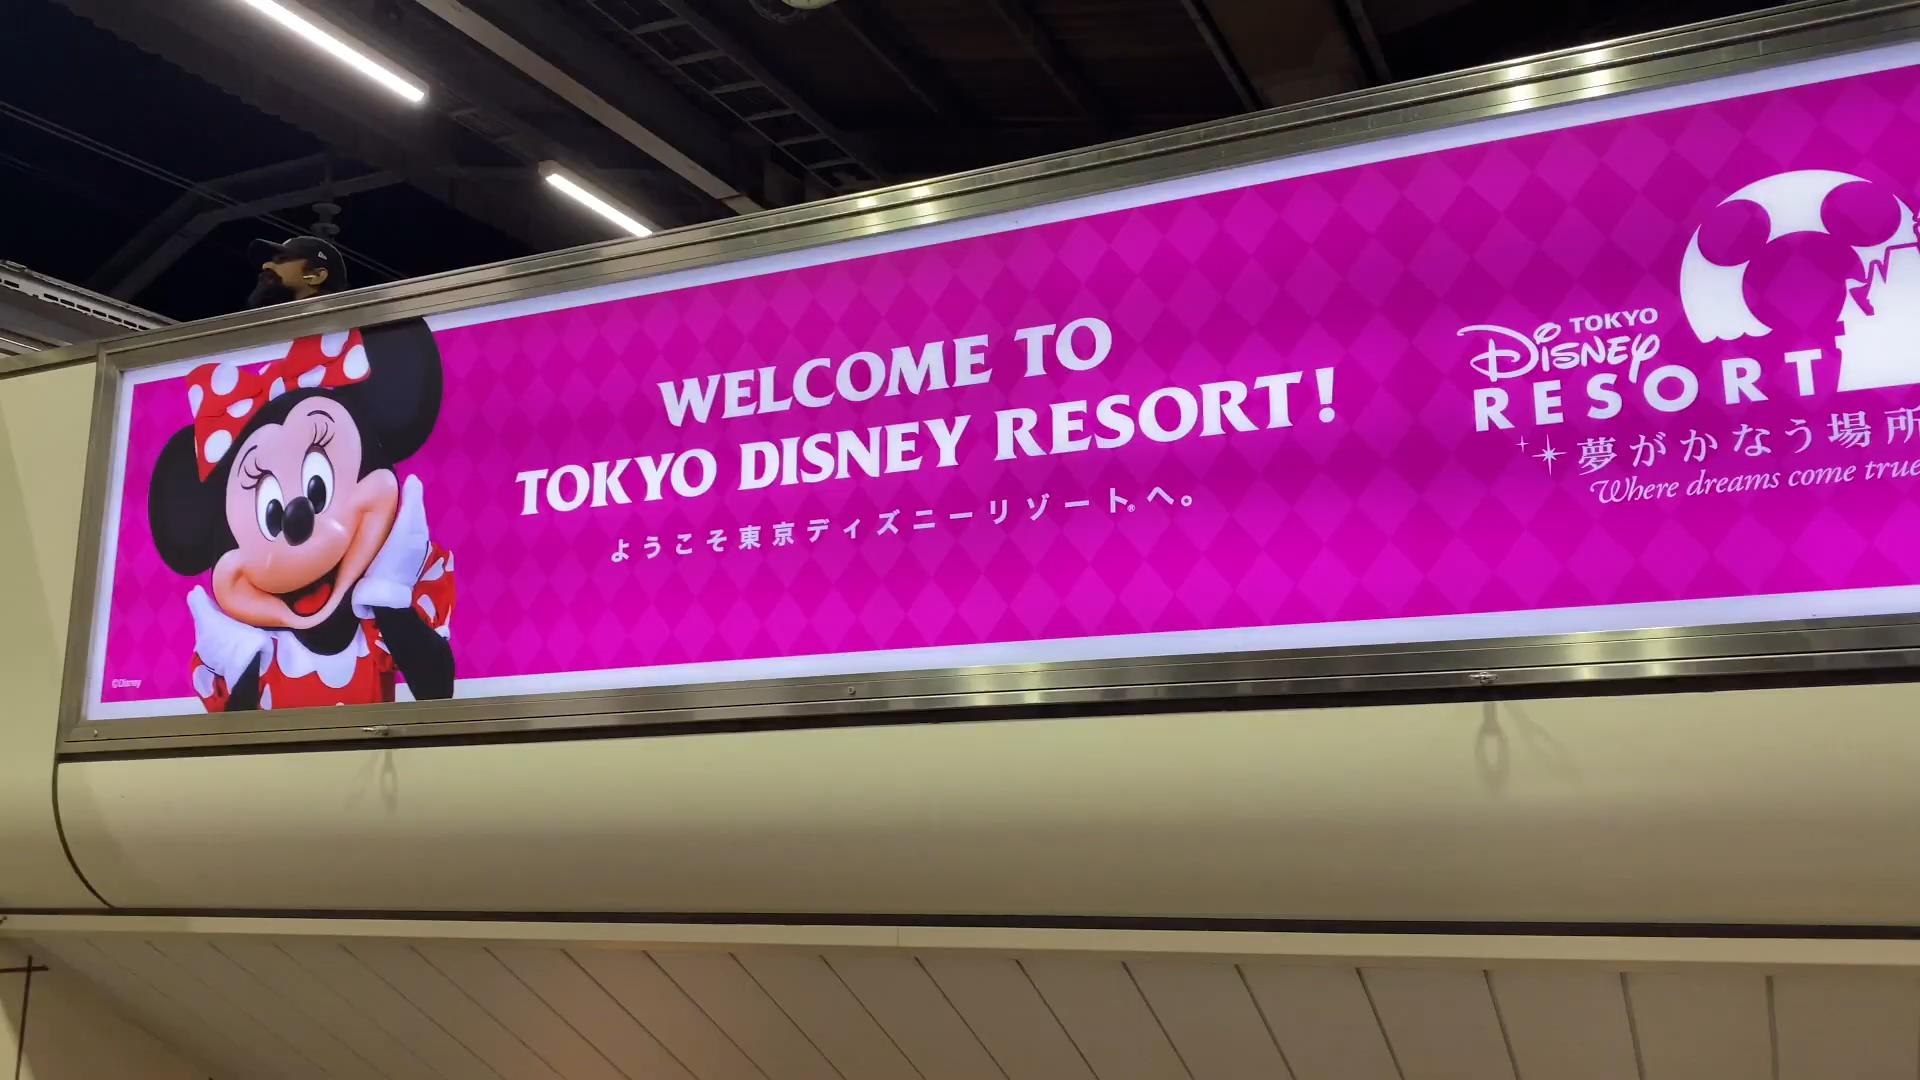 WELCOME TO
TOKYO DISNEY RESORT!
ようこそ東京ディズニーリゾート®へ。
TOKYO
Disney
RESORT
夢がかなう場所
Where dreams come true
©Disney